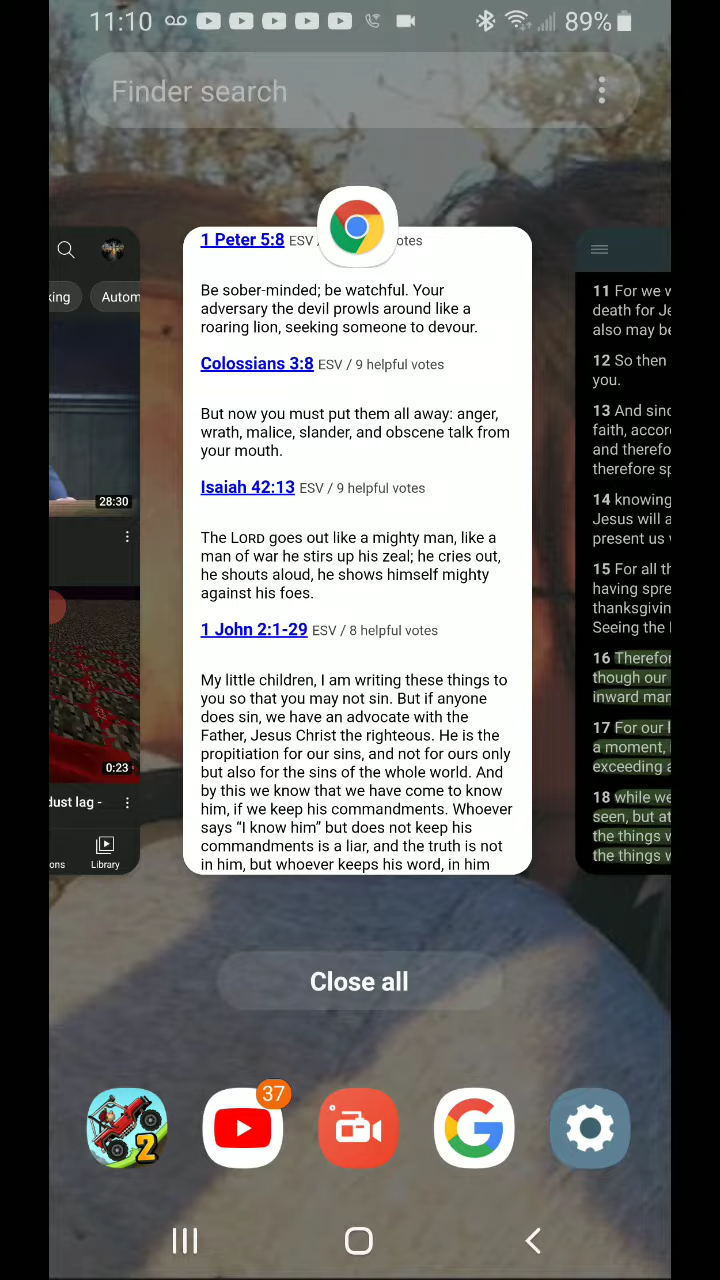 11:10
89%
Finder search
king
Autom
28:30
0:23
dust lag -
ons
Library
1 Peter 5:8 ESV / otes
Be sober-minded; be watchful. Your
adversary the devil prowls around like a
roaring lion, seeking someone to devour.
Colossians 3:8 ESV / 9 helpful votes
But now you must put them all away: anger,
wrath, malice, slander, and obscene talk from
your mouth.
Isaiah 42:13 ESV / 9 helpful votes
The LORD goes out like a mighty man, like a
man of war he stirs up his zeal; he cries out,
he shouts aloud, he shows himself mighty
against his foes.
1 John 2:1-29 ESV / 8 helpful votes
My little children, I am writing these things to
you so that you may not sin. But if anyone
does sin, we have an advocate with the
Father, Jesus Christ the righteous. He is the
propitiation for our sins, and not for ours only
but also for the sins of the whole world. And
by this we know that we have come to know
him, if we keep his commandments. Whoever
says “I know him” but does not keep his
commandments is a liar, and the truth is not
in him, but whoever keeps his word, in him
11 For we w
death for Je
also may be
12 So then
you.
13 And sinc
faith, accor
and therefo
therefore sp
14 knowing
Jesus will a
present us
15 For all th
having spre
thanksgivin
Seeing the
16 Therefor
though our
inward man
17 For our l
a moment,
exceeding a
18 while we
seen, but at
the things w
the things w
Close all
2
37